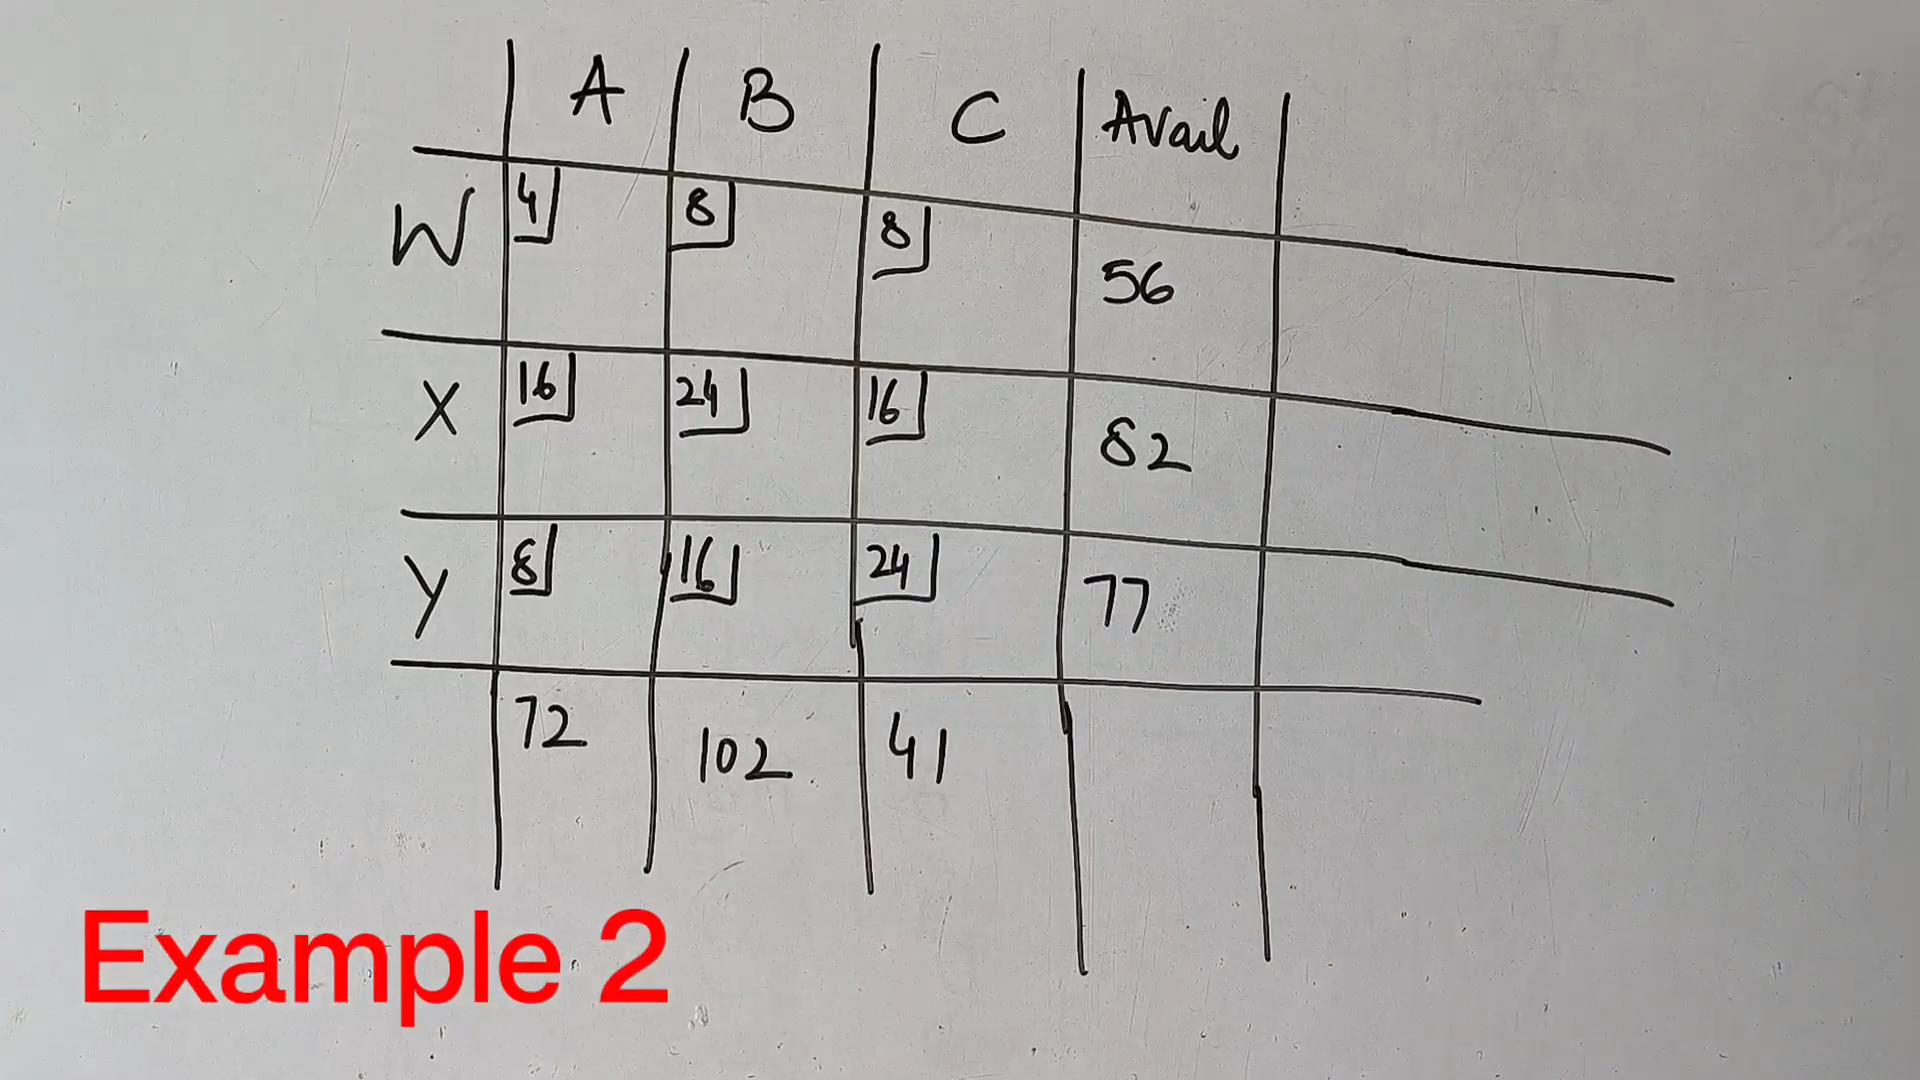 A B C Avail
W 4 8 8 56
X 16 24 16 82
Y 8 16 24 77
72 102 41
Example 2